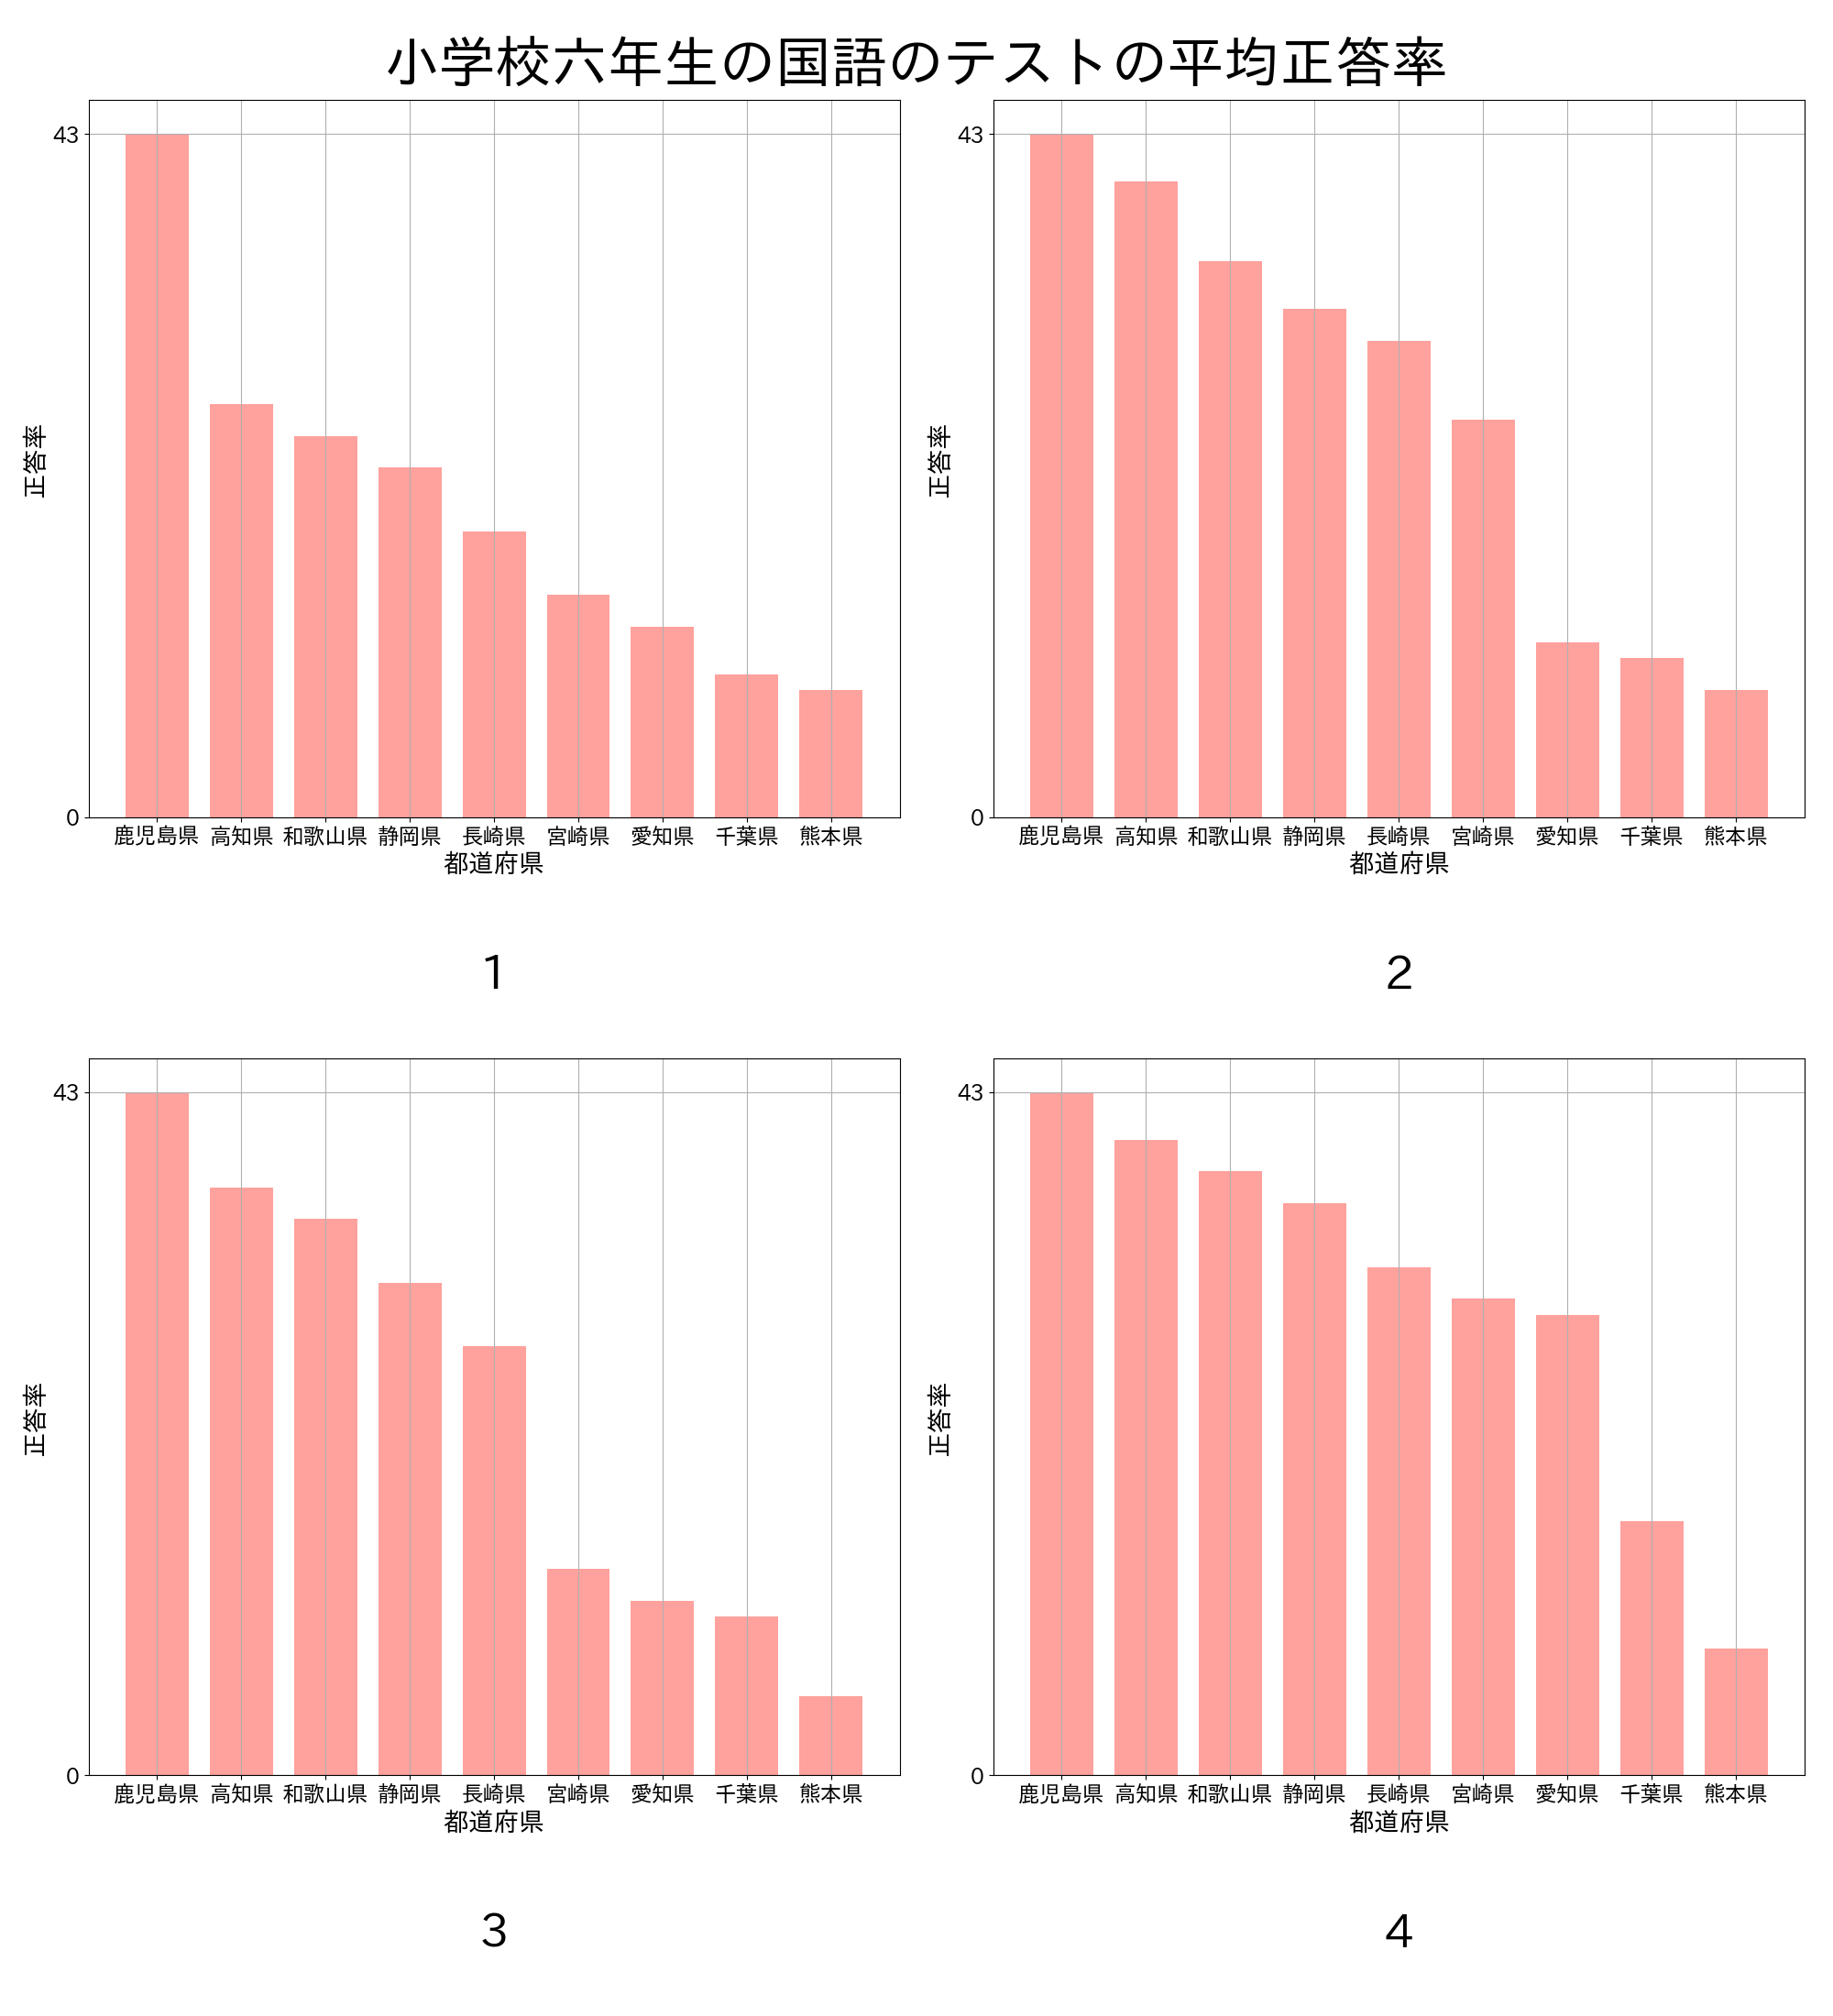 小学校六年生の国語のテストの平均正答率
43
正答率
0
鹿児島県 高知県 和歌山県 静岡県 長崎県 宮崎県 愛知県 千葉県 熊本県
都道府県
1
43
正答率
0
鹿児島県 高知県 和歌山県 静岡県 長崎県 宮崎県 愛知県 千葉県 熊本県
都道府県
2
43
正答率
0
鹿児島県 高知県 和歌山県 静岡県 長崎県 宮崎県 愛知県 千葉県 熊本県
都道府県
3
43
正答率
0
鹿児島県 高知県 和歌山県 静岡県 長崎県 宮崎県 愛知県 千葉県 熊本県
都道府県
4